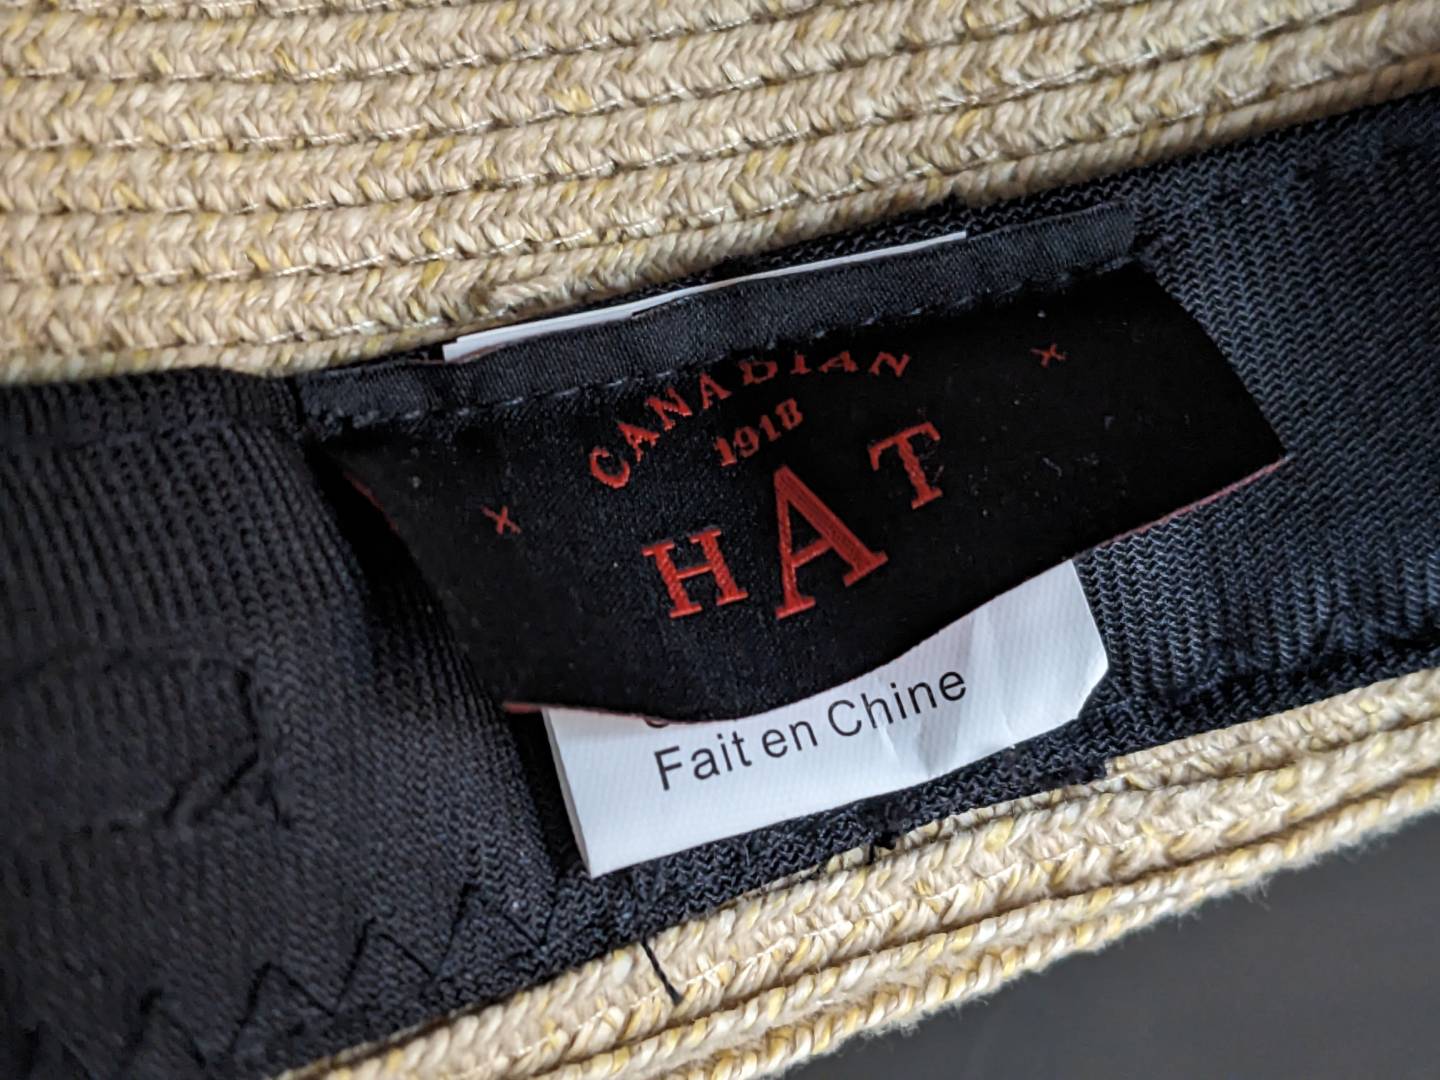 CANADIAN
1918
HAT
Fait en Chine